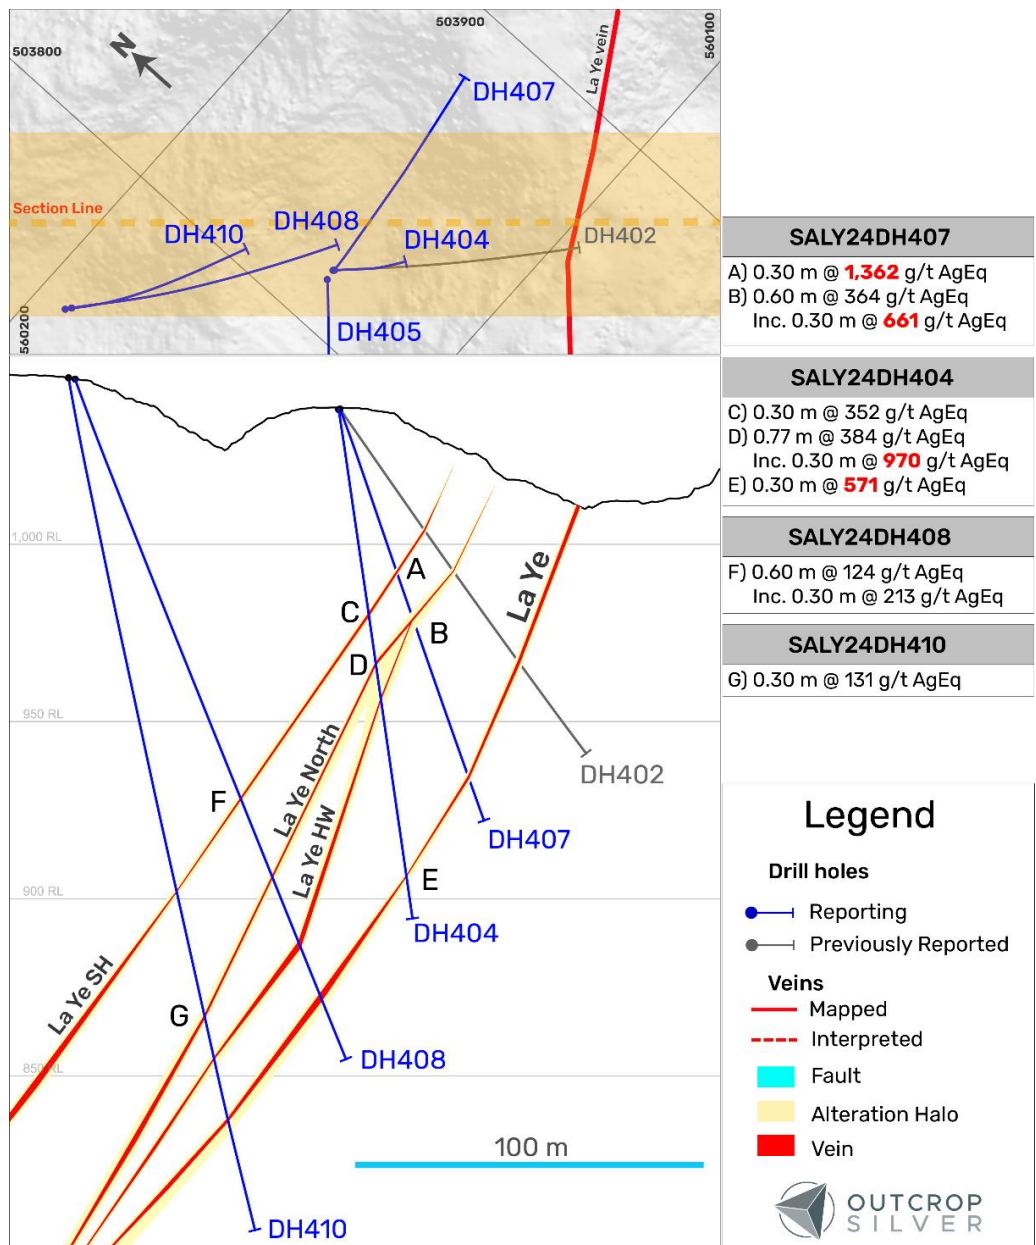 503800
503900
560100
N
La Ye vein
DH407
Section Line
DH410
DH408
DH404
DH402
DH405
560200
SALY24DH407
A) 0.30 m @ 1,362 g/t AgEq
B) 0.60 m @ 364 g/t AgEq
Inc. 0.30 m @ 661 g/t AgEq
SALY24DH404
C) 0.30 m @ 352 g/t AgEq
D) 0.77 m @ 384 g/t AgEq
Inc. 0.30 m @ 970 g/t AgEq
E) 0.30 m @ 571 g/t AgEq
SALY24DH408
F) 0.60 m @ 124 g/t AgEq
Inc. 0.30 m @ 213 g/t AgEq
SALY24DH410
G) 0.30 m @ 131 g/t AgEq
1,000 RL
A
La Ye
C
B
D
950 RL
La Ye North
DH402
F
La Ye HW
DH407
E
900 RL
DH404
La Ye SH
G
DH408
850 RL
100 m
DH410
Legend
Drill holes
Reporting
Previously Reported
Veins
Mapped
Interpreted
Fault
Alteration Halo
Vein
OUTCROP
SILVER